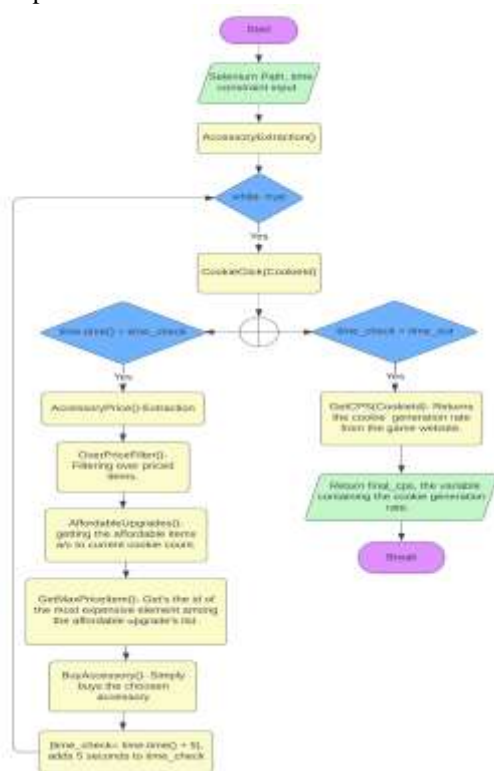 Start
Selenium Path, time
constraint input
AccessoryExtraction()
while true
Yes
CookieClick(CookieId)
time.time() > time_check
time_check > time_out
Yes
Yes
AccessoryPrice()-Extraction
GetCPS(CookieId)- Returns
the cookie generation rate
from the game website.
OverPriceFilter()-
Filtering over priced
items.
Return final_cps, the variable
containing the cookie generation
rate.
AffordableUpgrades()-
getting the affordable items
a/c to current cookie count
Break
GetMaxPriceItem()- Get's the id of
the most expensive element among
the affordable upgrade's list
BuyAccessory()- Simply
buys the choosen
accessory
[time_check= time.time() + 5],
adds 5 seconds to time_check